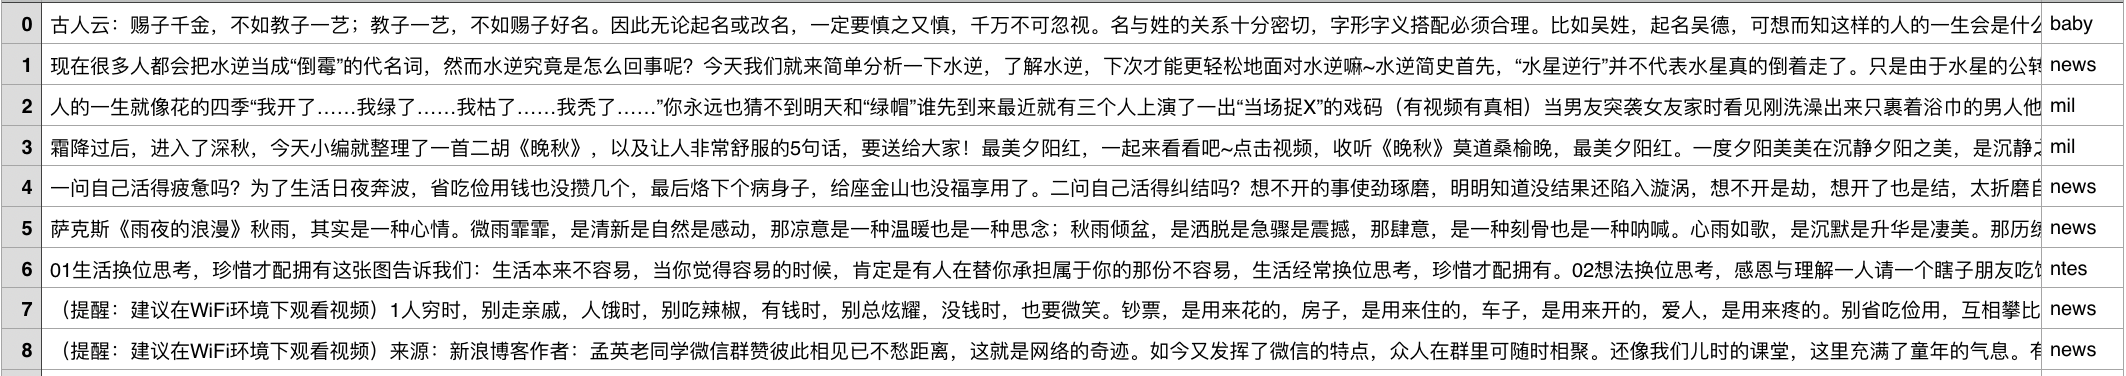 0 古人云：赐子千金，不如教子一艺；教子一艺，不如赐子好名。因此无论起名或改名，一定要慎之又慎，千万不可忽视。名与姓的关系十分密切，字形字义搭配必须合理。比如吴姓，起名吴德，可想而知这样的人的一生会是什么 baby
1 现在很多人都会把水逆当成“倒霉”的代名词，然而水逆究竟是怎么回事呢？今天我们就来简单分析一下水逆，了解水逆，下次才能更轻松地面对水逆嘛~水逆简史首先，“水星逆行”并不代表水星真的倒着走了。只是由于水星的公转 news
2 人的一生就像花的四季“我开了……我绿了……我枯了……我秃了……”你永远也猜不到明天和“绿帽”谁先到来最近就有三个人上演了一出“当场捉X”的戏码（有视频有真相）当男友突袭女友家时看见刚洗澡出来只裹着浴巾的男人他 mil
3 霜降过后，进入了深秋，今天小编就整理了一首二胡《晚秋》，以及让人非常舒服的5句话，要送给大家！最美夕阳红，一起来看看吧~点击视频，收听《晚秋》莫道桑榆晚，最美夕阳红。一度夕阳美美在沉静夕阳之美，是沉静之 mil
4 一问自己活得疲惫吗？为了生活日夜奔波，省吃俭用钱也没攒几个，最后烙下个病身子，给座金山也没福享用了。二问自己活得纠结吗？想不开的事使劲琢磨，明明知道没结果还陷入漩涡，想不开是劫，想开了也是结，太折磨自 news
5 萨克斯《雨夜的浪漫》秋雨，其实是一种心情。微雨霏霏，是清新是自然是感动，那凉意是一种温暖也是一种思念；秋雨倾盆，是洒脱是急骤是震撼，那肆意，是一种刻骨也是一种呐喊。心雨如歌，是沉默是升华是凄美。那历练 news
6 01生活换位思考，珍惜才配拥有这张图告诉我们：生活本来不容易，当你觉得容易的时候，肯定是有人在替你承担属于你的那份不容易，生活经常换位思考，珍惜才配拥有。02想法换位思考，感恩与理解一人请一个瞎子朋友吃饭 ntes
7 （提醒：建议在WiFi环境下观看视频）1人穷时，别走亲戚，人饿时，别吃辣椒，有钱时，别总炫耀，没钱时，也要微笑。钞票，是用来花的，房子，是用来住的，车子，是用来开的，爱人，是用来疼的。别省吃俭用，互相攀比 news
8 （提醒：建议在WiFi环境下观看视频）来源：新浪博客作者：孟英老同学微信群赞彼此相见已不愁距离，这就是网络的奇迹。如今又发挥了微信的特点，众人在群里可随时相聚。还像我们儿时的课堂，这里充满了童年的气息。有 news